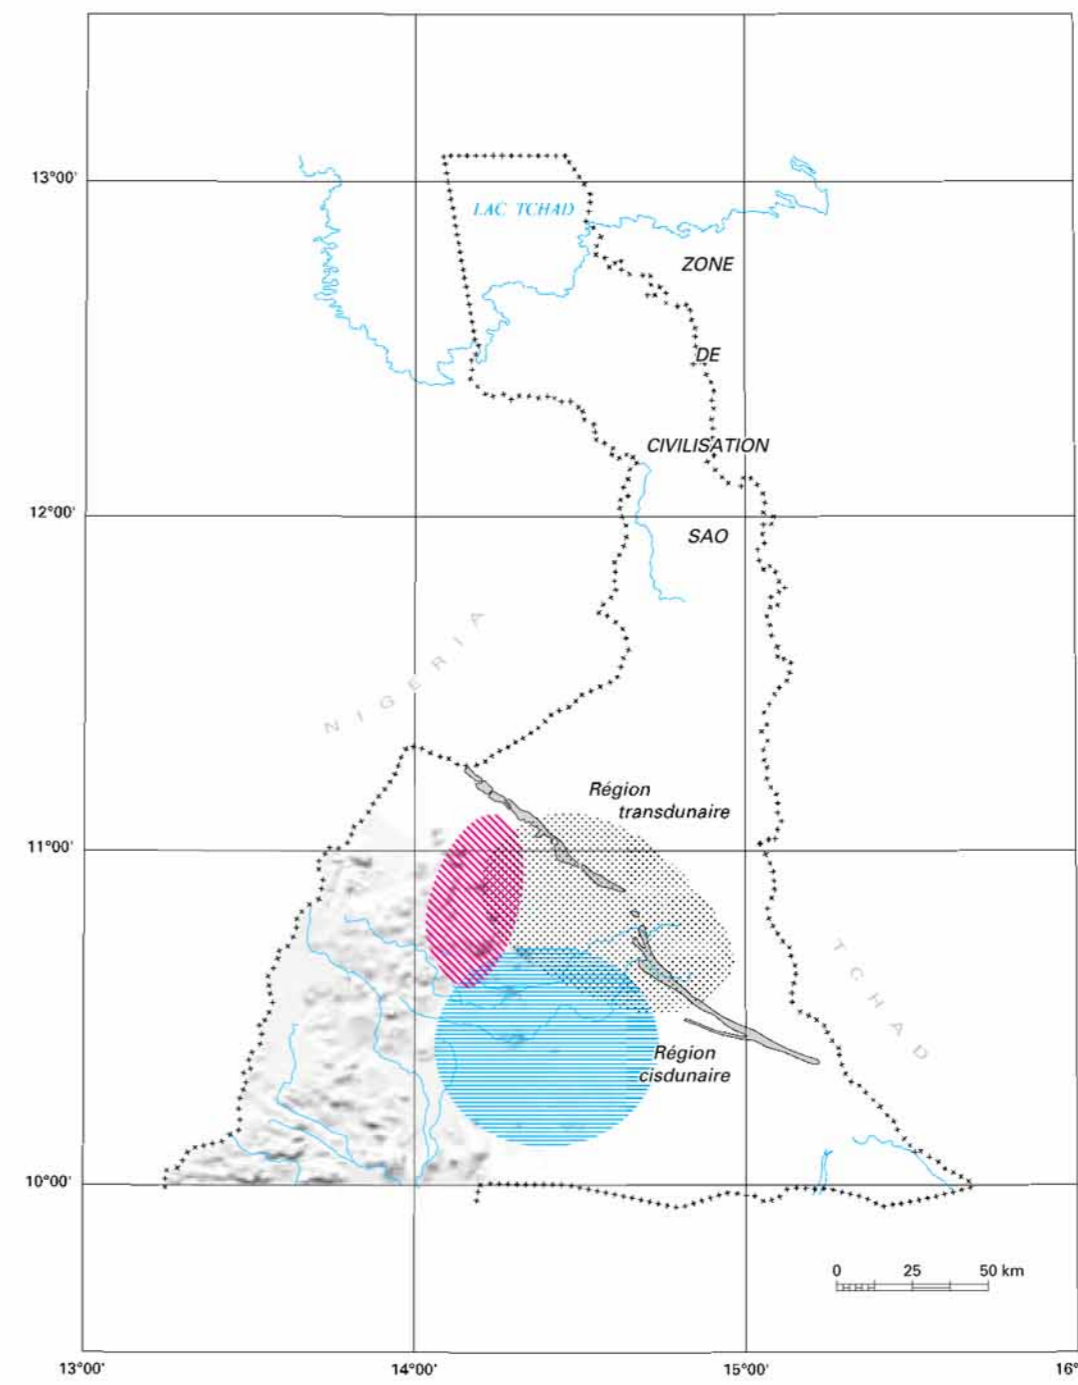 13°00'
LAC TCHAD
ZONE
DE
CIVILISATION
12°00'
SAO
NIGERIA
Région
transdunaire
11°00'
TCHAD
Région
cisdunaire
10°00'
0 25 50 km
13°00' 14°00' 15°00' 16°